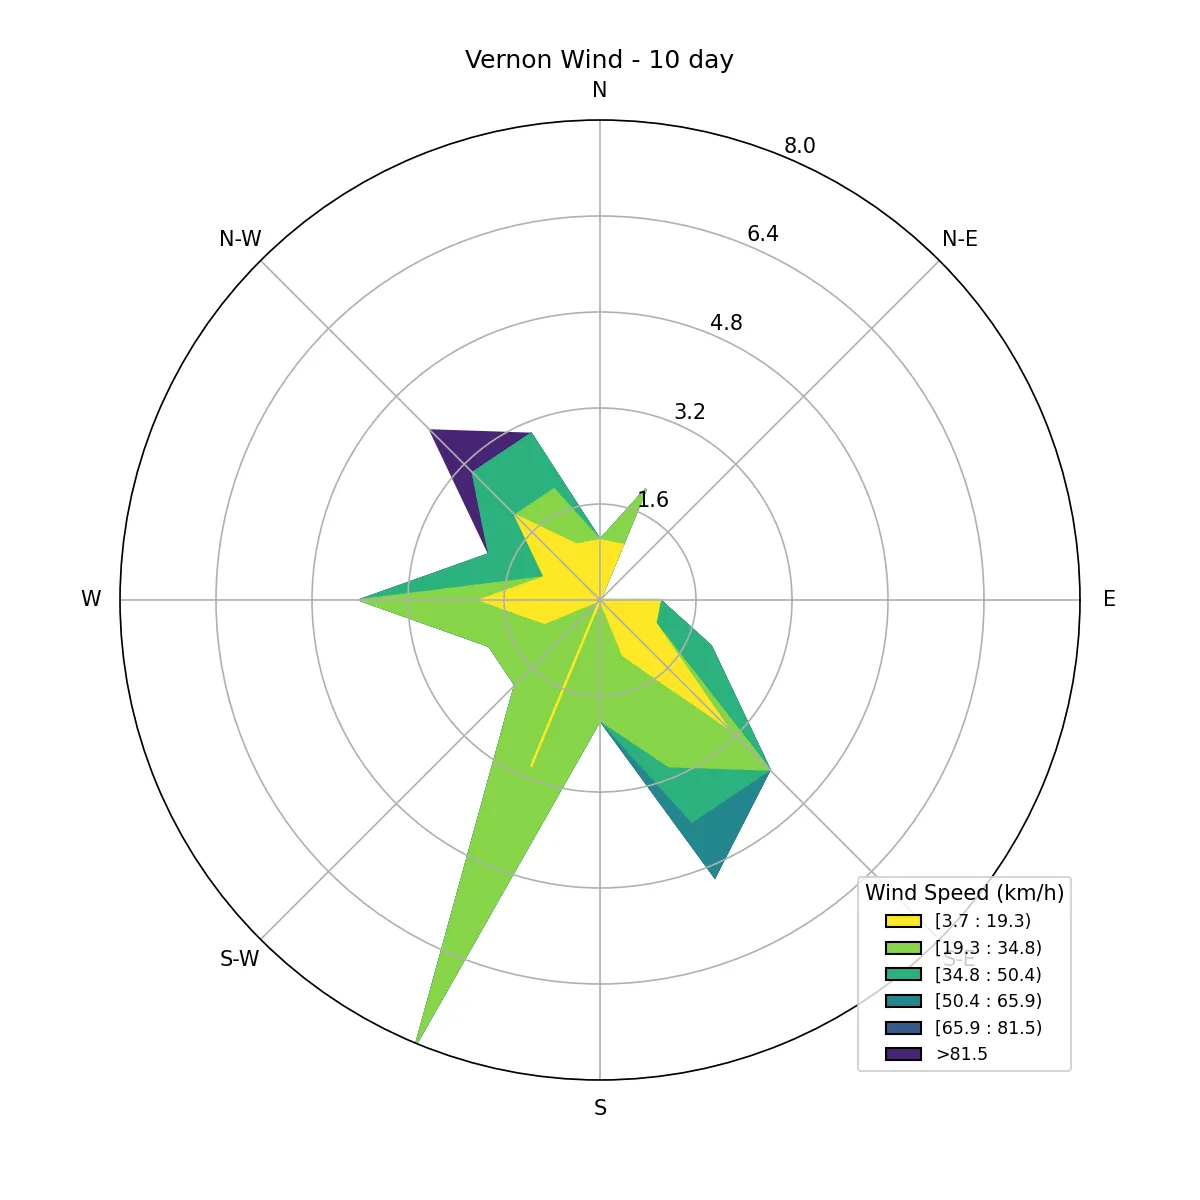 Vernon Wind - 10 day
N
8.0
N-W
N-E
6.4
4.8
3.2
1.6
W
E
S-W
S-E
S
Wind Speed (km/h)
[3.7 : 19.3)
[19.3 : 34.8)
[34.8 : 50.4)
[50.4 : 65.9)
[65.9 : 81.5)
>81.5